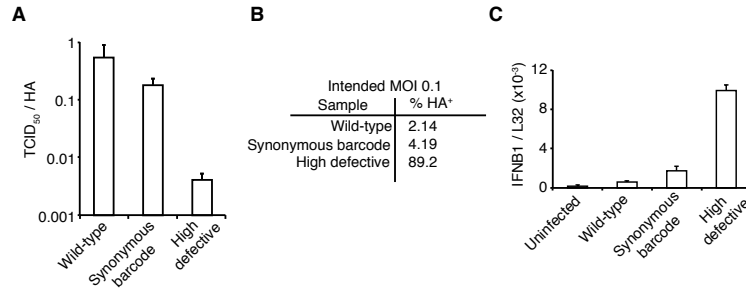 A
TCID50 / HA
1
0.1
0.01
0.001
Wild-type
Synonymous
barcode
High
defective
B
Intended MOI 0.1
Sample % HA+
Wild-type 2.14
Synonymous barcode 4.19
High defective 89.2
C
IFNB1 / L32 (x10-3)
12
8
4
0
Uninfected
Wild-type
Synonymous
barcode
High
defective